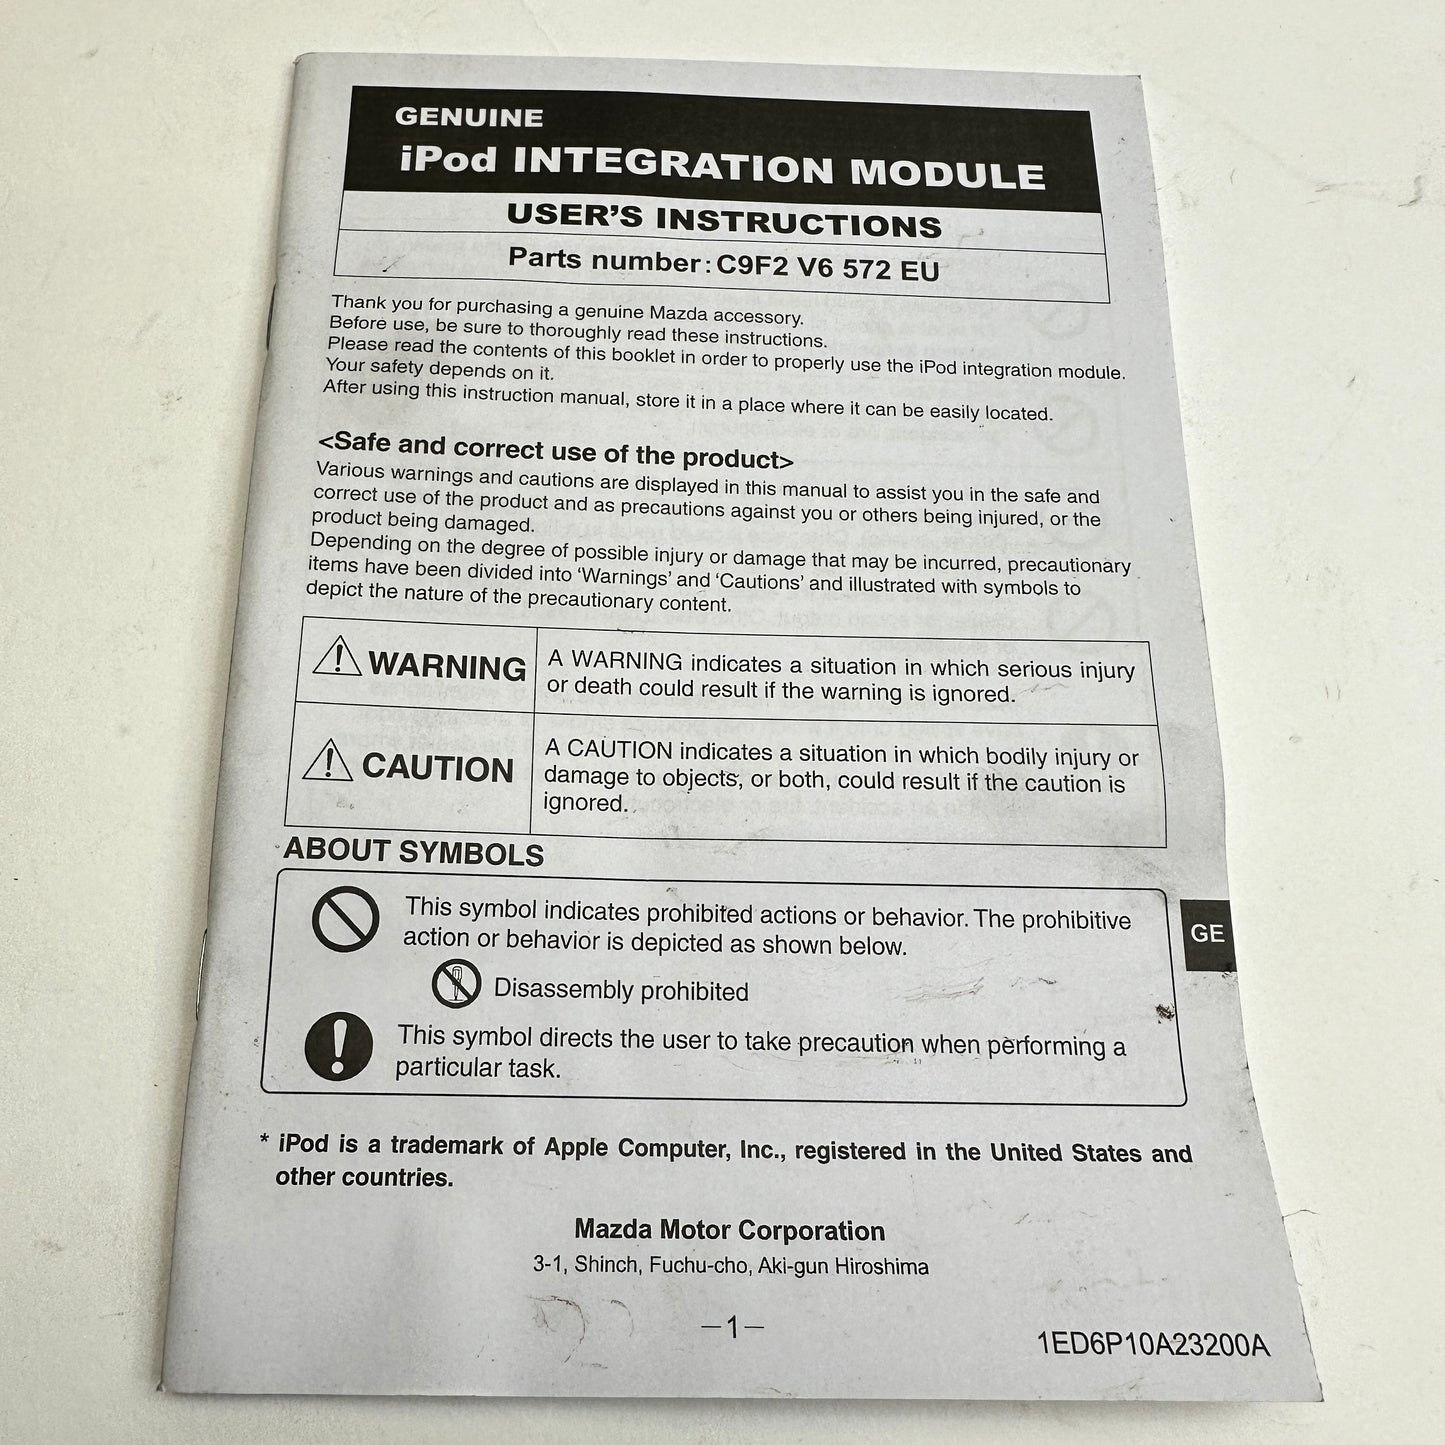 GENUINE
iPod INTEGRATION MODULE
USER'S INSTRUCTIONS
Parts number : C9F2 V6 572 EU
Thank you for purchasing a genuine Mazda accessory.
Before use, be sure to thoroughly read these instructions.
Please read the contents of this booklet in order to properly use the iPod integration module.
Your safety depends on it.
After using this instruction manual, store it in a place where it can be easily located.
<Safe and correct use of the product>
Various warnings and cautions are displayed in this manual to assist you in the safe and
correct use of the product and as precautions against you or others being injured, or the
product being damaged.
Depending on the degree of possible injury or damage that may be incurred, precautionary
items have been divided into 'Warnings' and 'Cautions' and illustrated with symbols to
depict the nature of the precautionary content.
WARNING
A WARNING indicates a situation in which serious injury
or death could result if the warning is ignored.
CAUTION
A CAUTION indicates a situation in which bodily injury or
damage to objects, or both, could result if the caution is
ignored.
ABOUT SYMBOLS
This symbol indicates prohibited actions or behavior. The prohibitive
action or behavior is depicted as shown below.
Disassembly prohibited
This symbol directs the user to take precaution when performing a
particular task.
GE
* iPod is a trademark of Apple Computer, Inc., registered in the United States and
other countries.
Mazda Motor Corporation
3-1, Shinch, Fuchu-cho, Aki-gun Hiroshima
—1—
1ED6P10A23200A